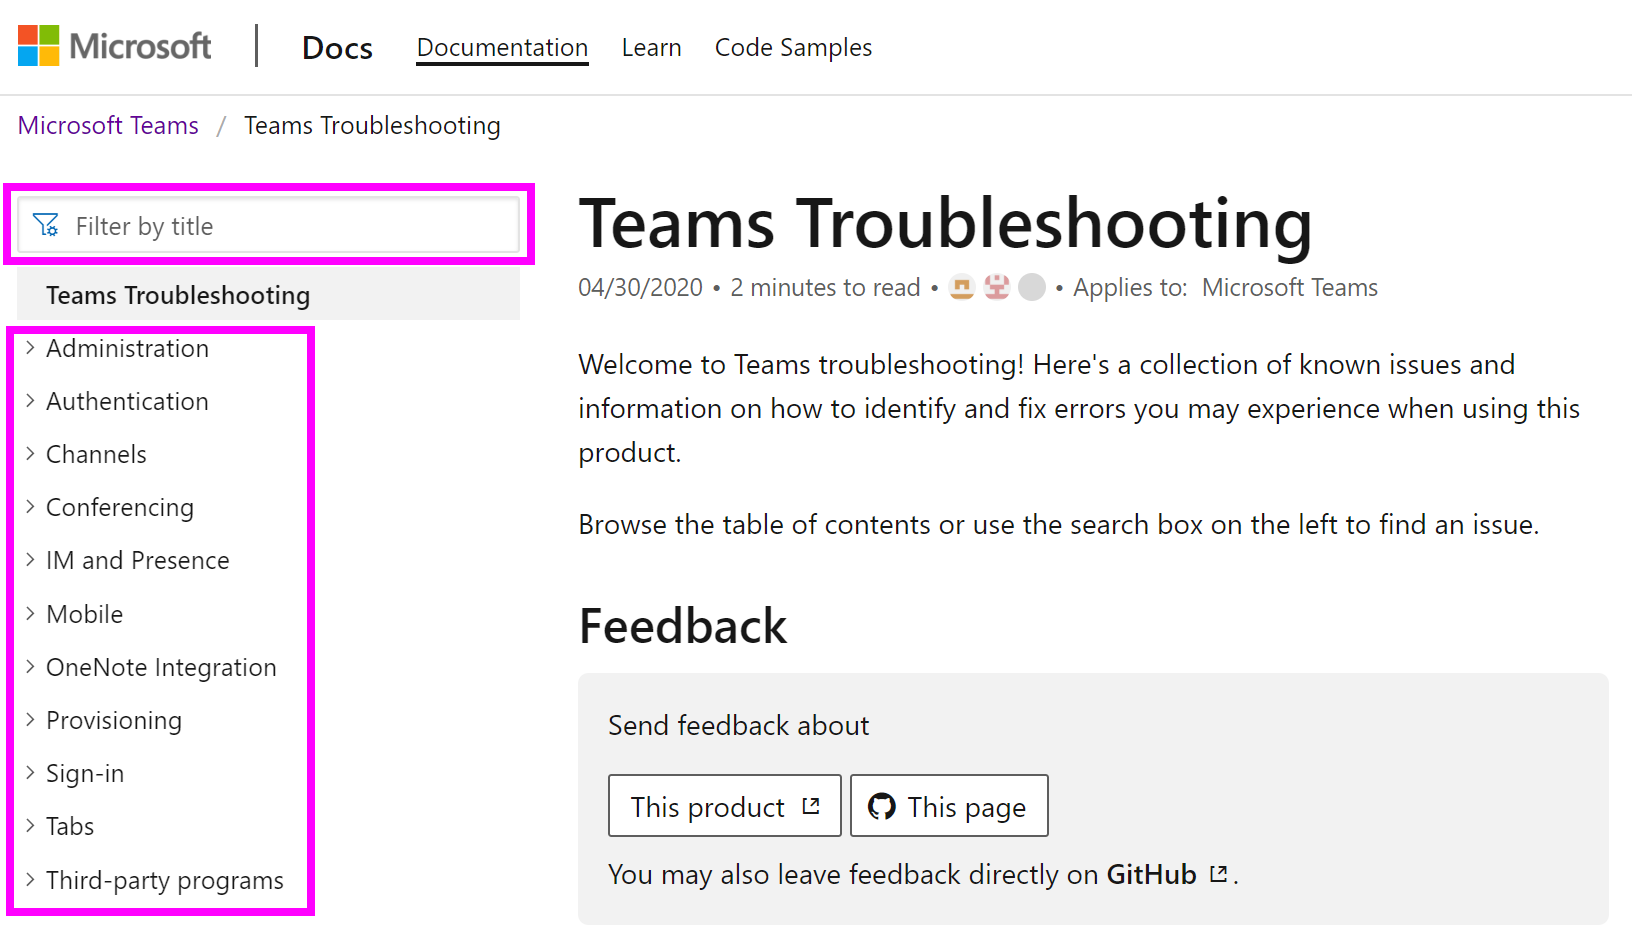 Microsoft Docs Documentation Learn Code Samples
Microsoft Teams / Teams Troubleshooting
Filter by title
Teams Troubleshooting
Administration
Authentication
Channels
Conferencing
IM and Presence
Mobile
OneNote Integration
Provisioning
Sign-in
Tabs
Third-party programs
Teams Troubleshooting
04/30/2020 • 2 minutes to read • • Applies to: Microsoft Teams
Welcome to Teams troubleshooting! Here's a collection of known issues and
information on how to identify and fix errors you may experience when using this
product.
Browse the table of contents or use the search box on the left to find an issue.
Feedback
Send feedback about
This product This page
You may also leave feedback directly on GitHub .